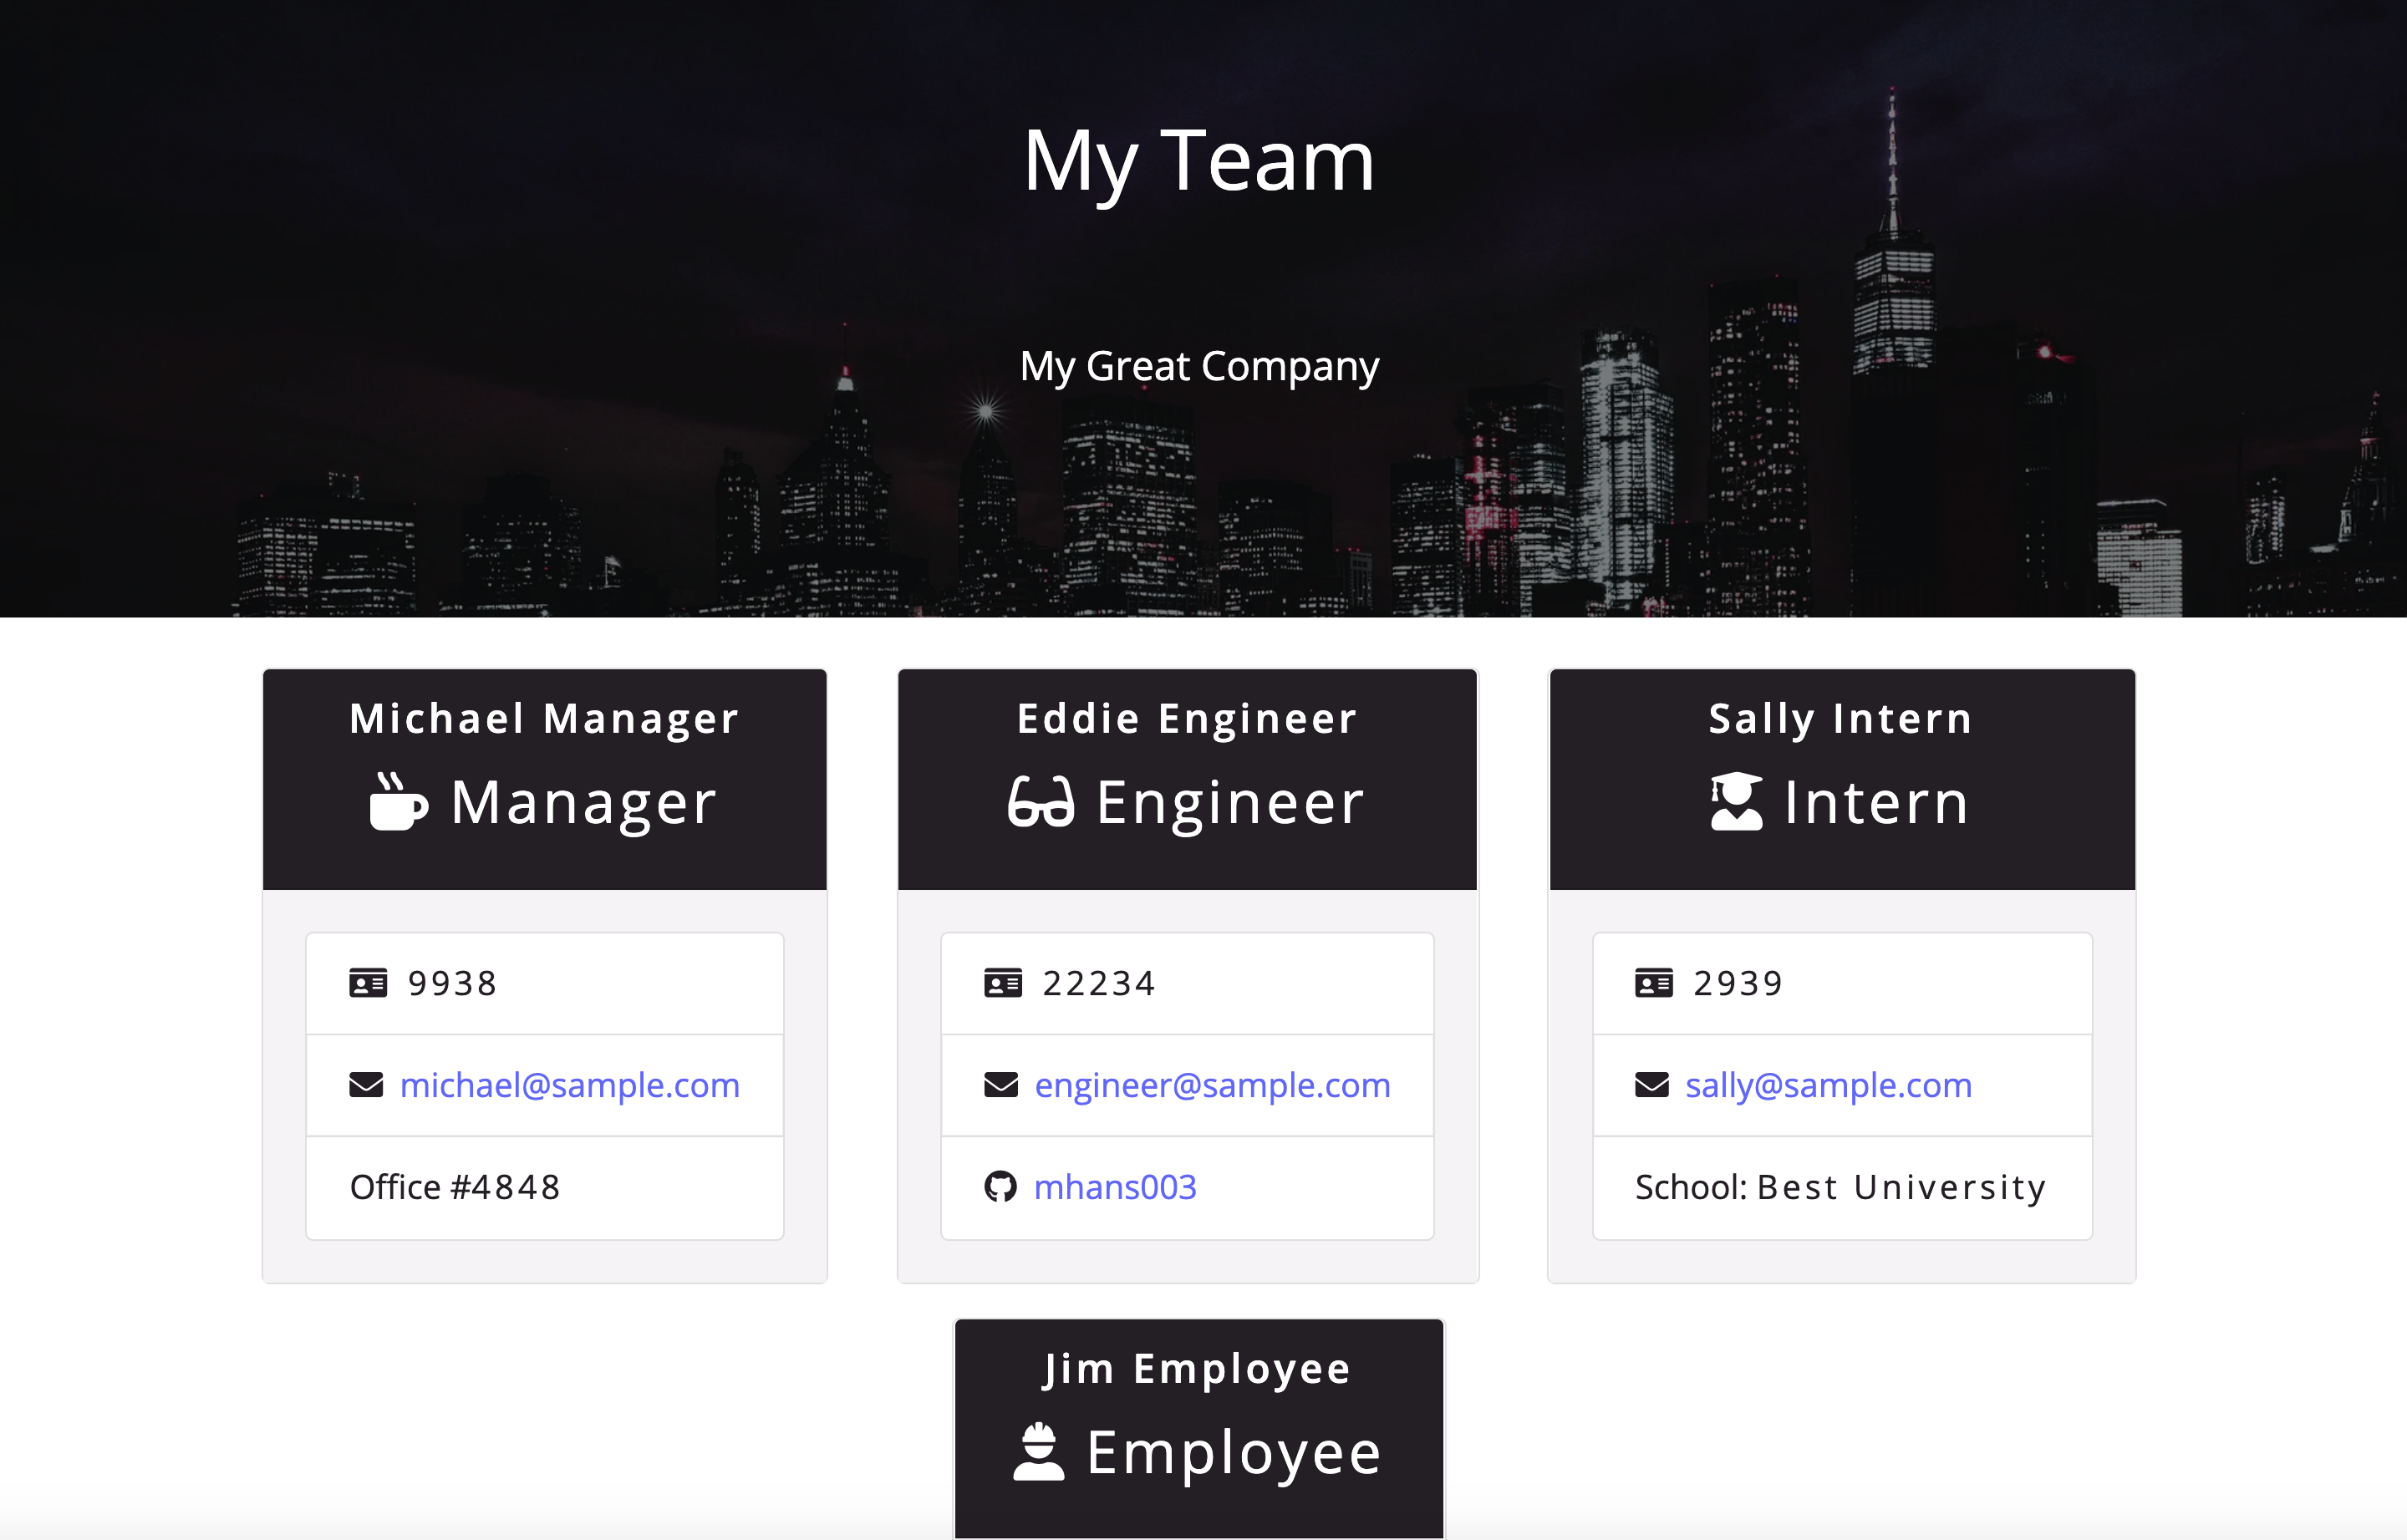 My Team
My Great Company
Michael Manager
Manager
9938
michael@sample.com
Office #4848
Eddie Engineer
Engineer
22234
engineer@sample.com
mhans003
Sally Intern
Intern
2939
sally@sample.com
School: Best University
Jim Employee
Employee